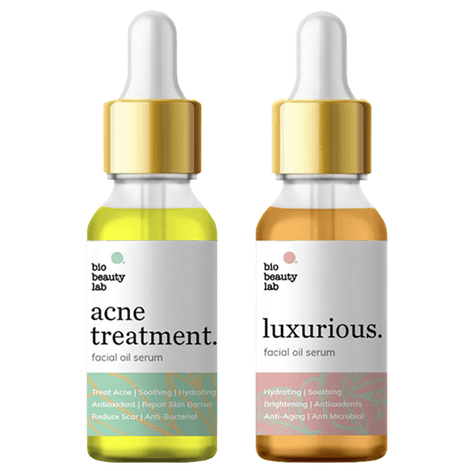 bio
beauty
lab
acne
treatment.
facial oil serum
Treat Acne | Soothing | Hydrating
Antioxidant | Repair Skin Barrier
Reduce Scar | Anti-Bacterial
bio
beauty
lab
luxurious.
facial oil serum
Hydrating | Soothing
Brightening | Antioxidants
Anti-Aging | Anti Microbial